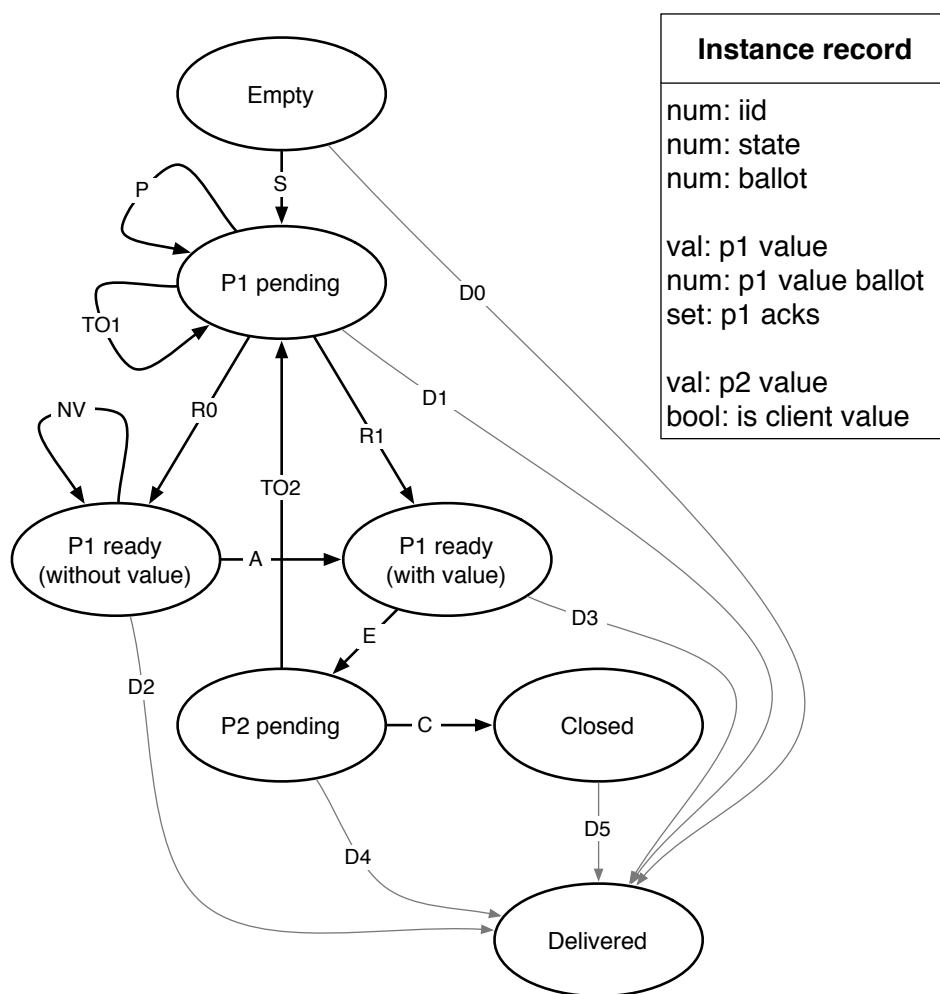 Instance record
num: iid
num: state
num: ballot
val: p1 value
num: p1 value ballot
set: p1 acks
val: p2 value
bool: is client value
Empty
S
P
P1 pending
D0
TO1
D1
NV
R0
R1
TO2
P1 ready
(without value)
A
P1 ready
(with value)
D3
E
D2
P2 pending
C
Closed
D4
D5
Delivered